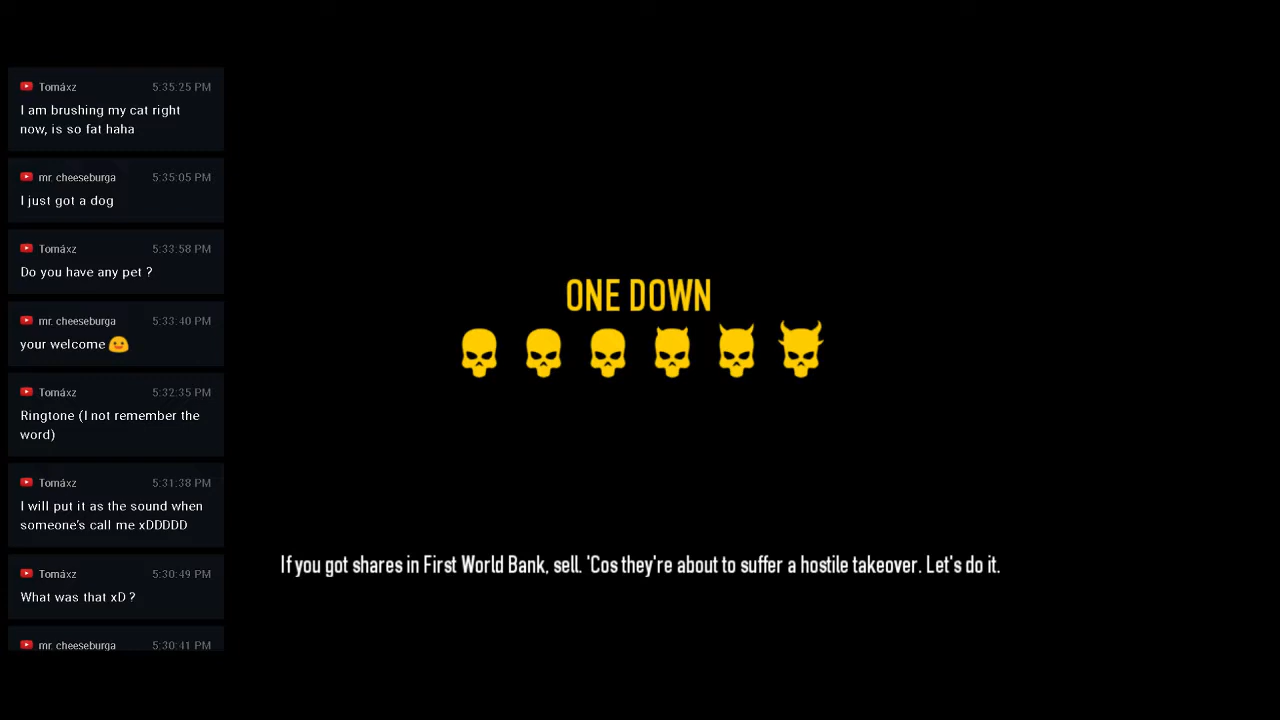 Tomáxz 5:35:25 PM
I am brushing my cat right
now, is so fat haha
mr. cheeseburga 5:35:05 PM
I just got a dog
Tomáxz 5:33:58 PM
Do you have any pet ?
mr. cheeseburga 5:33:40 PM
your welcome
Tomáxz 5:32:35 PM
Ringtone (I not remember the
word)
Tomáxz 5:31:38 PM
I will put it as the sound when
someone's call me xDDDDD
Tomáxz 5:30:49 PM
What was that xD ?
mr. cheeseburga 5:30:41 PM
ONE DOWN
If you got shares in First World Bank, sell. 'Cos they're about to suffer a hostile takeover. Let's do it.